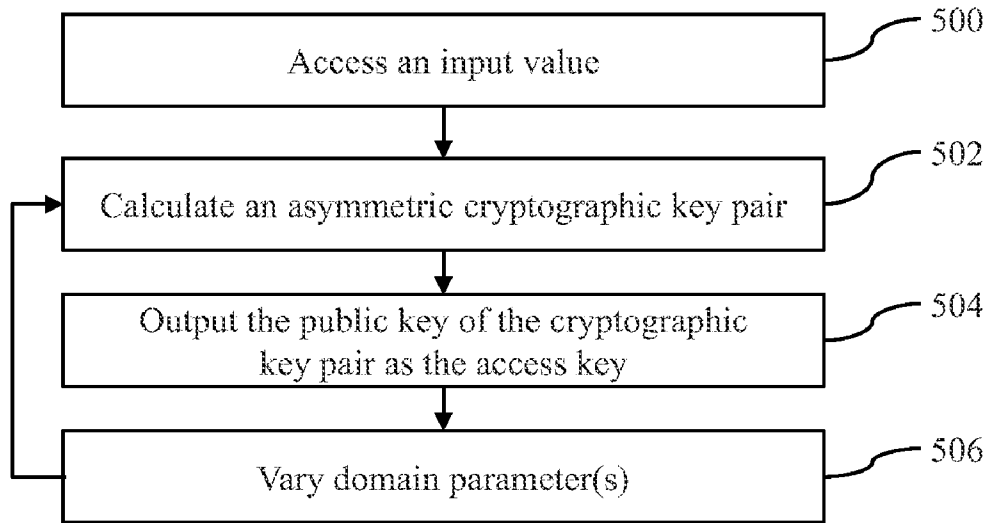 Access an input value
500
Calculate an asymmetric cryptographic key pair
502
Output the public key of the cryptographic
key pair as the access key
504
Vary domain parameter(s)
506